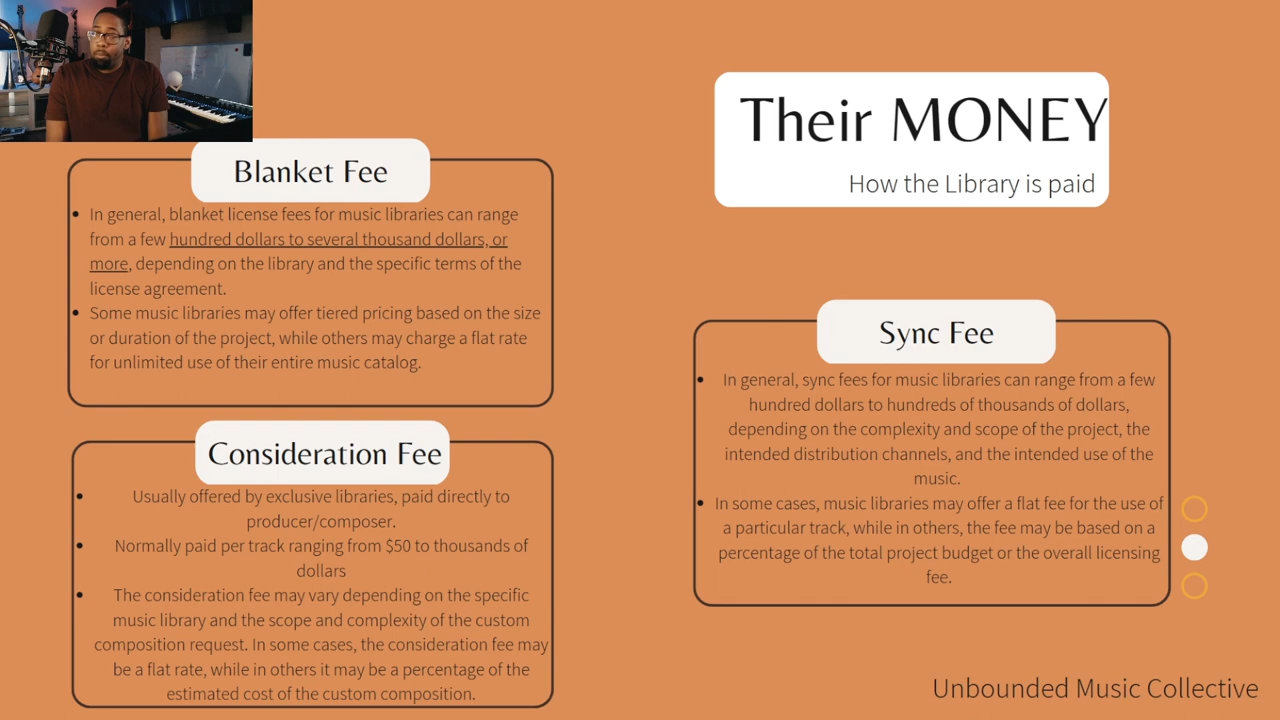 Their MONEY
How the Library is paid
Blanket Fee
In general, blanket license fees for music libraries can range
from a few hundred dollars to several thousand dollars, or
more, depending on the library and the specific terms of the
license agreement.
Some music libraries may offer tiered pricing based on the size
or duration of the project, while others may charge a flat rate
for unlimited use of their entire music catalog.
Consideration Fee
Usually offered by exclusive libraries, paid directly to
producer/composer.
Normally paid per track ranging from $50 to thousands of
dollars
The consideration fee may vary depending on the specific
music library and the scope and complexity of the custom
composition request. In some cases, the consideration fee may
be a flat rate, while in others it may be a percentage of the
estimated cost of the custom composition.
Sync Fee
In general, sync fees for music libraries can range from a few
hundred dollars to hundreds of thousands of dollars,
depending on the complexity and scope of the project, the
intended distribution channels, and the intended use of the
music.
In some cases, music libraries may offer a flat fee for the use of
a particular track, while in others, the fee may be based on a
percentage of the total project budget or the overall licensing
fee.
Unbounded Music Collective